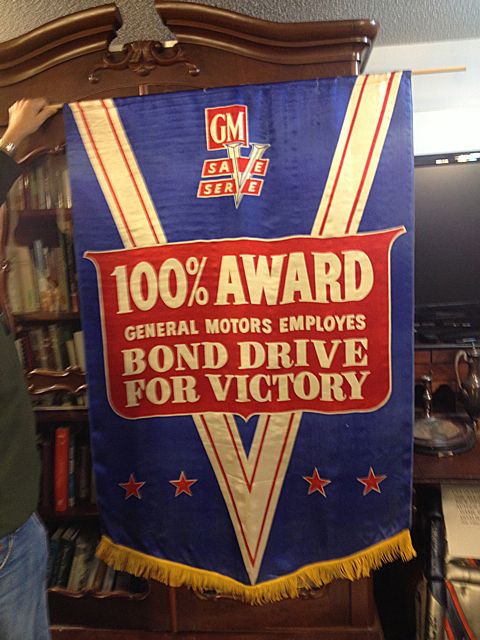 GM
SAVE
SERVE
100% AWARD
GENERAL MOTORS EMPLOYES
BOND DRIVE
FOR VICTORY